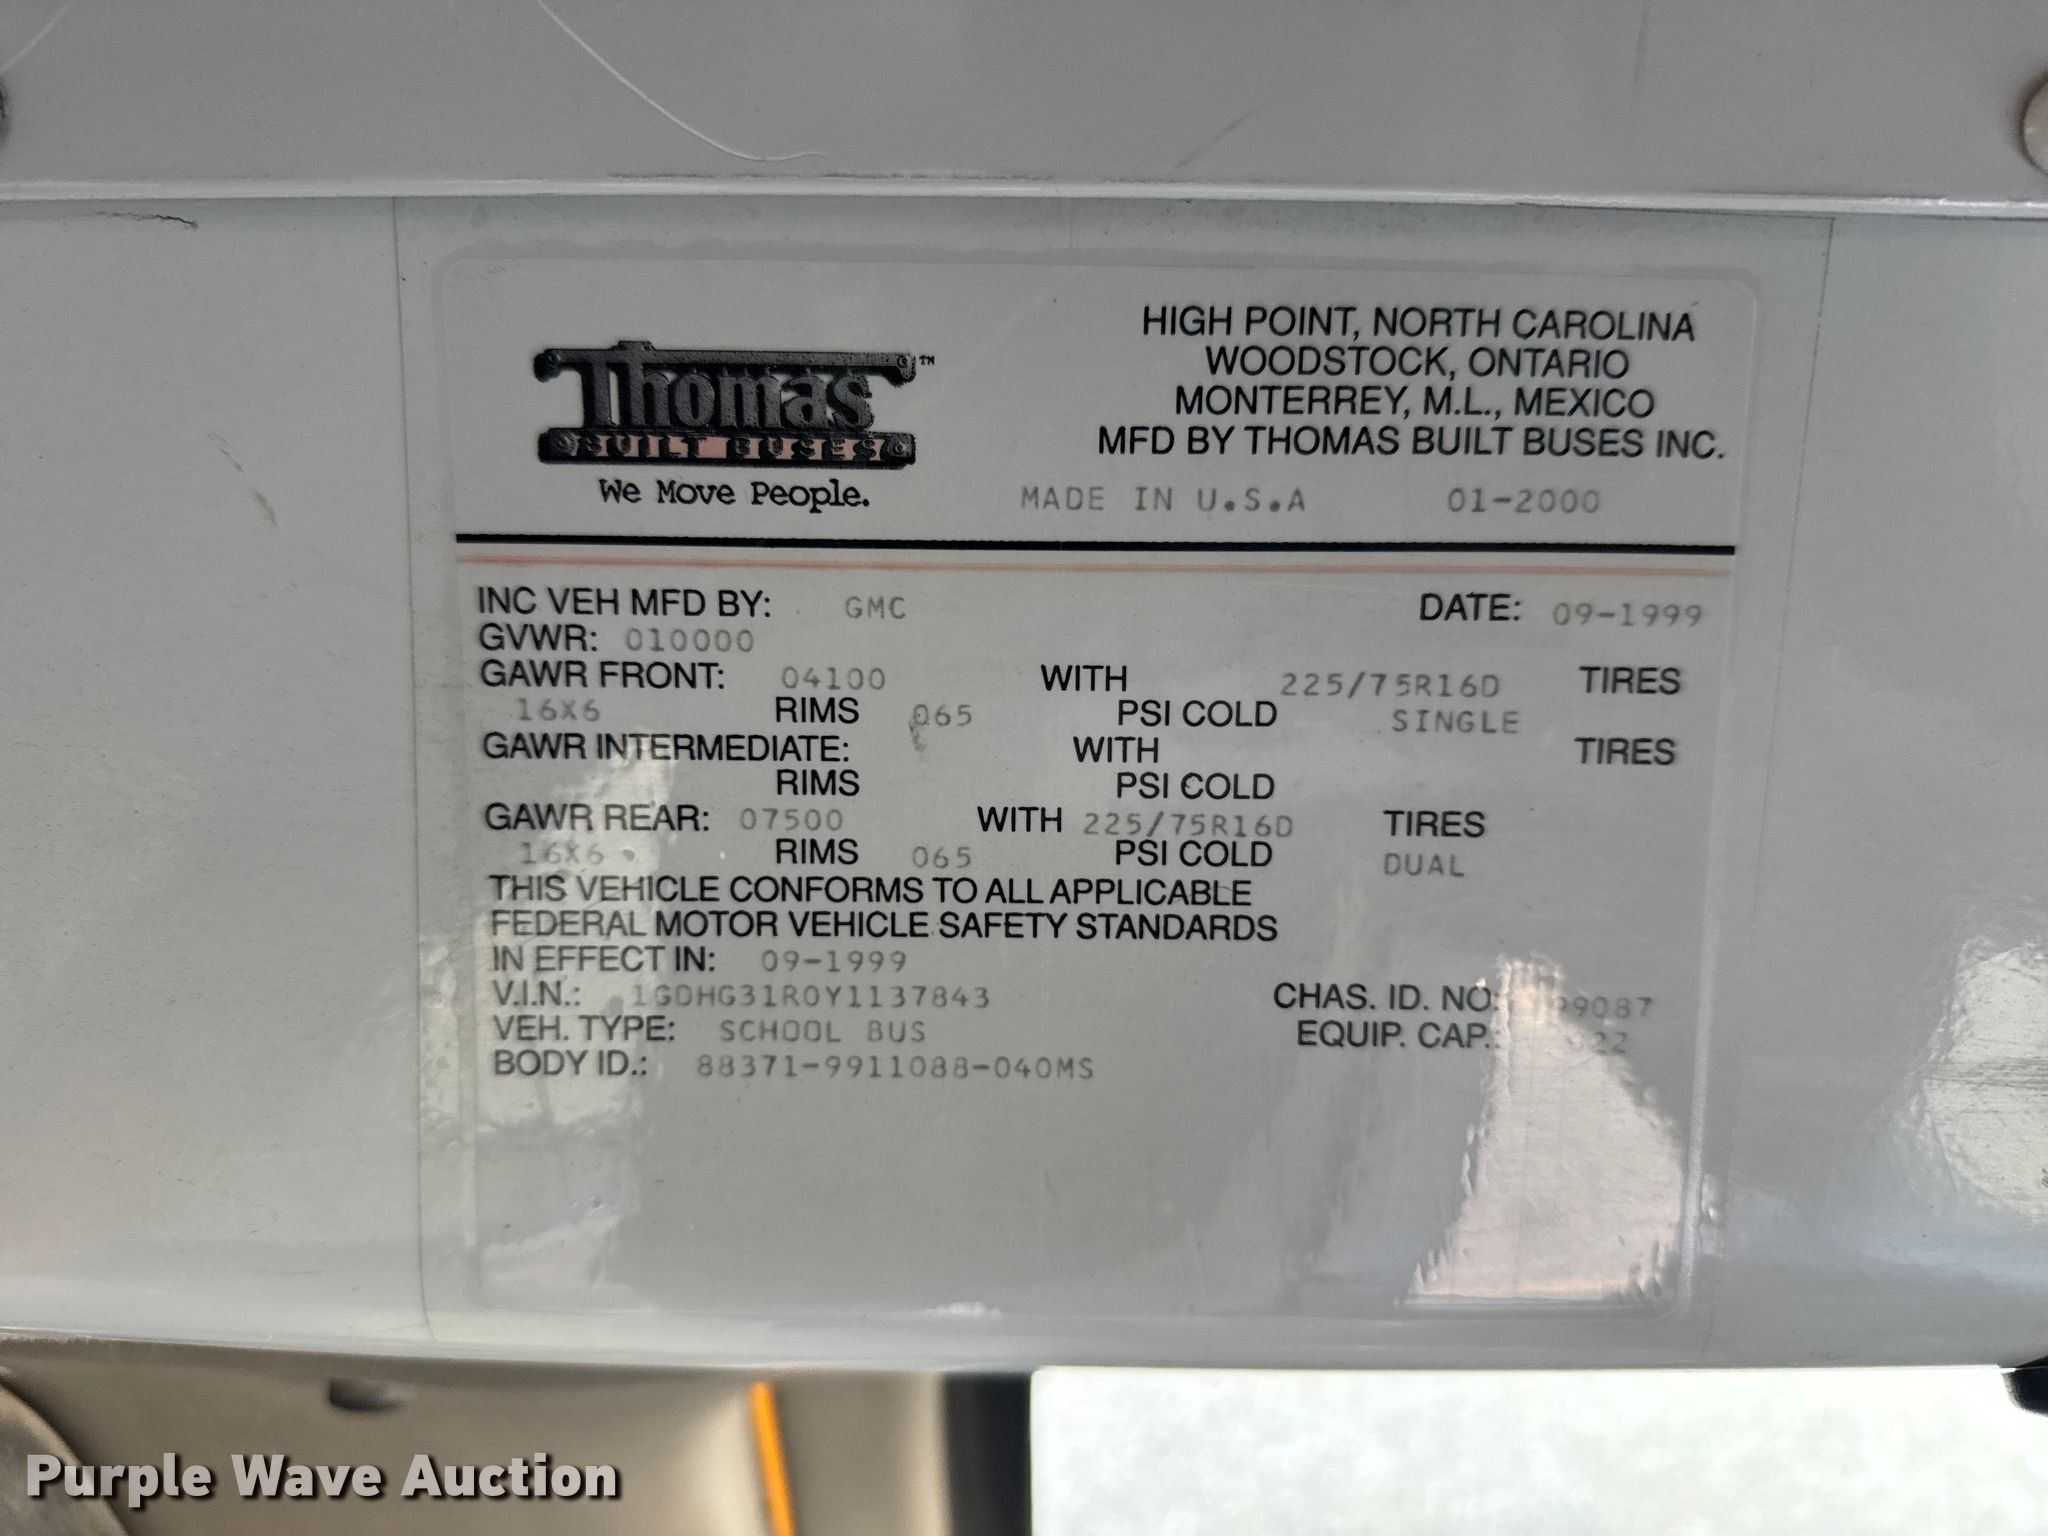 Thomas™
BUILT BUSES
We Move People.
HIGH POINT, NORTH CAROLINA
WOODSTOCK, ONTARIO
MONTERREY, M.L., MEXICO
MFD BY THOMAS BUILT BUSES INC.
MADE IN U.S.A 01-2000
INC VEH MFD BY: GMC DATE: 09-1999
GVWR: 010000
GAWR FRONT: 04100 WITH 225/75R16D TIRES
16X6 RIMS 065 PSI COLD SINGLE
GAWR INTERMEDIATE: WITH TIRES
RIMS PSI COLD
GAWR REAR: 07500 WITH 225/75R16D TIRES
16X6 RIMS 065 PSI COLD DUAL
THIS VEHICLE CONFORMS TO ALL APPLICABLE
FEDERAL MOTOR VEHICLE SAFETY STANDARDS
IN EFFECT IN: 09-1999
V.I.N.: 1GDHG31R0Y1137843 CHAS. ID. NO:
VEH. TYPE: SCHOOL BUS EQUIP. CAP.:
BODY ID.: 88371-9911088-040MS
Purple Wave Auction